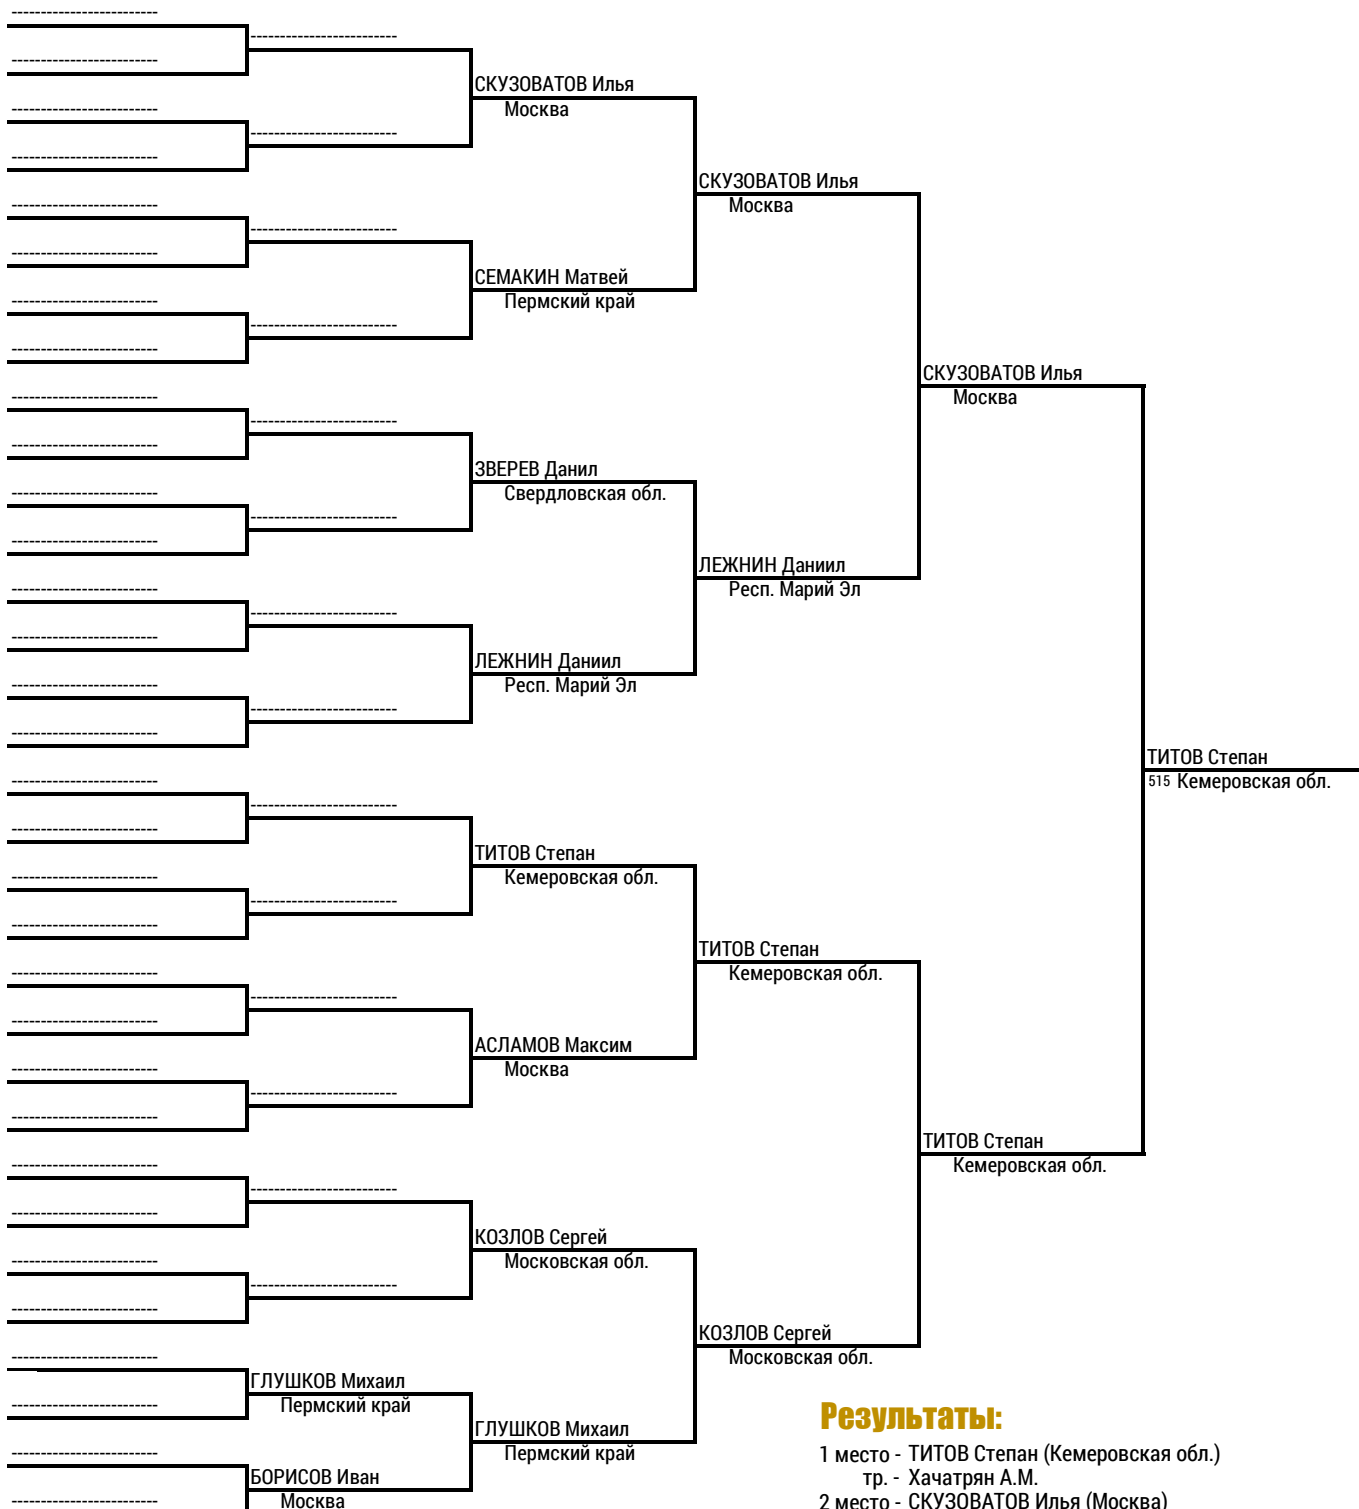 СКУЗОВАТОВ Илья
Москва
СЕМАКИН Матвей
Пермский край
ЗВЕРЕВ Данил
Свердловская обл.
ЛЕЖНИН Даниил
Респ. Марий Эл
ТИТОВ Степан
Кемеровская обл.
АСЛАМОВ Максим
Москва
КОЗЛОВ Сергей
Московская обл.
ГЛУШКОВ Михаил
Пермский край
БОРИСОВ Иван
Москва
ГЛУШКОВ Михаил
Пермский край
СКУЗОВАТОВ Илья
Москва
ЛЕЖНИН Даниил
Респ. Марий Эл
ТИТОВ Степан
Кемеровская обл.
КОЗЛОВ Сергей
Московская обл.
СКУЗОВАТОВ Илья
Москва
ТИТОВ Степан
Кемеровская обл.
ТИТОВ Степан
515 Кемеровская обл.
Результаты:
1 место - ТИТОВ Степан (Кемеровская обл.)
тр. - Хачатрян А.М.
2 место - СКУЗОВАТОВ Илья (Москва)